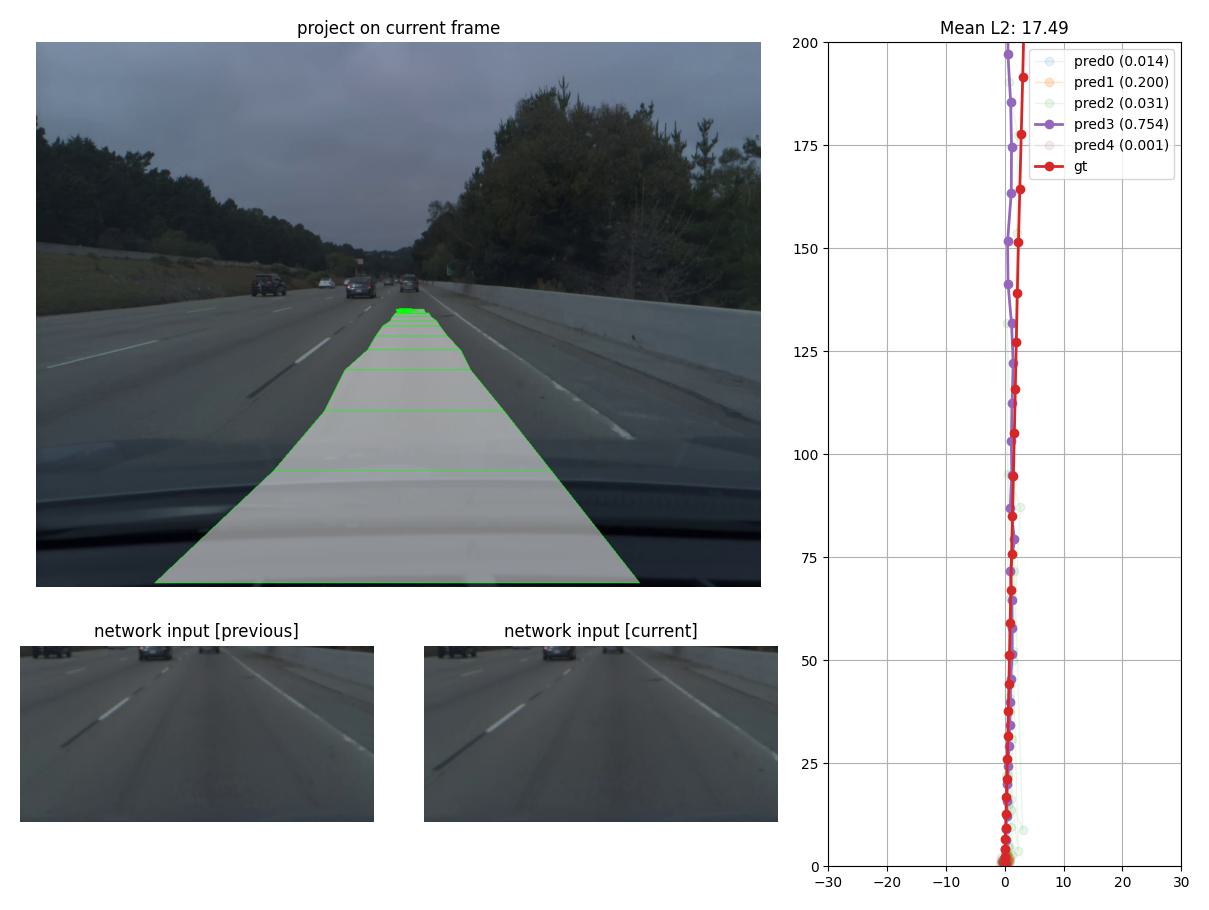 project on current frame
Mean L2: 17.49
200
175
150
125
100
75
50
25
0
−30
−20
−10
0
10
20
30
pred0 (0.014)
pred1 (0.200)
pred2 (0.031)
pred3 (0.754)
pred4 (0.001)
gt
network input [previous]
network input [current]